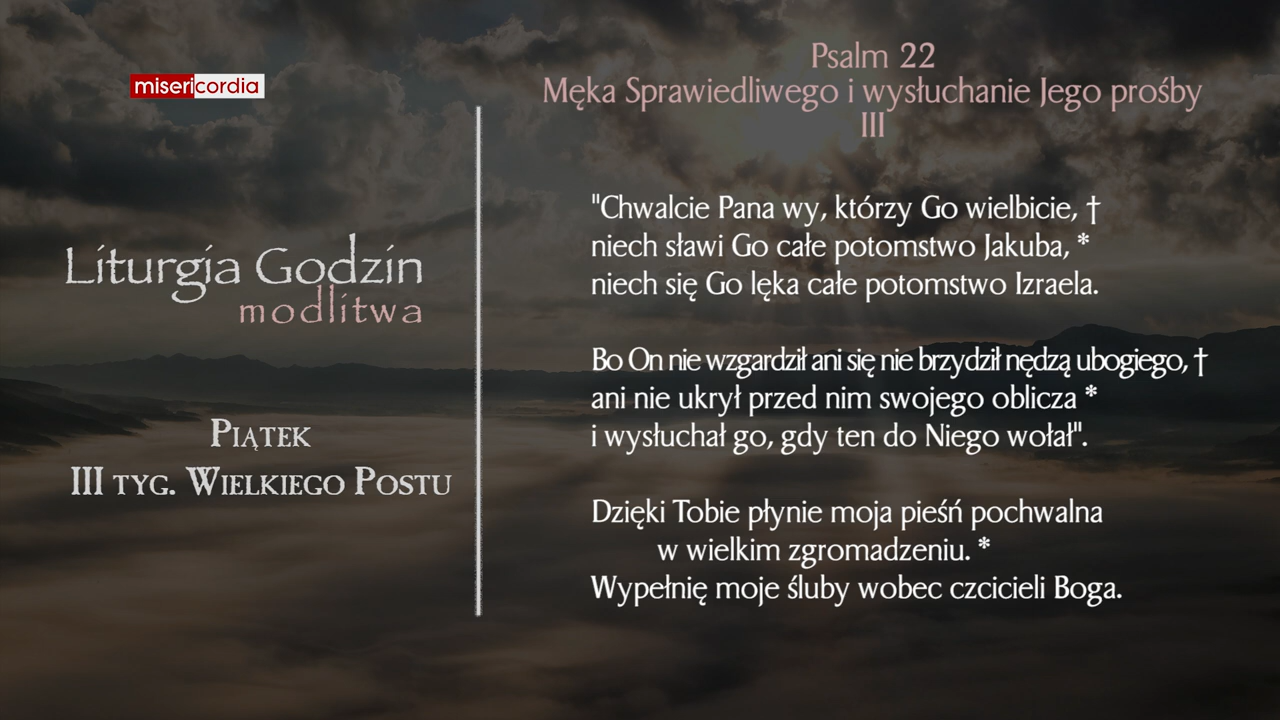 misericordia
Liturgia Godzin
modlitwa
Piątek
III tyg. Wielkiego Postu
Psalm 22
Męka Sprawiedliwego i wysłuchanie Jego prośby
III
"Chwalcie Pana wy, którzy Go wielbicie, †
niech sławi Go całe potomstwo Jakuba, *
niech się Go lęka całe potomstwo Izraela.
Bo On nie wzgardził ani się nie brzydził nędzą ubogiego, †
ani nie ukrył przed nim swojego oblicza *
i wysłuchał go, gdy ten do Niego wołał".
Dzięki Tobie płynie moja pieśń pochwalna
w wielkim zgromadzeniu. *
Wypełnię moje śluby wobec czcicieli Boga.